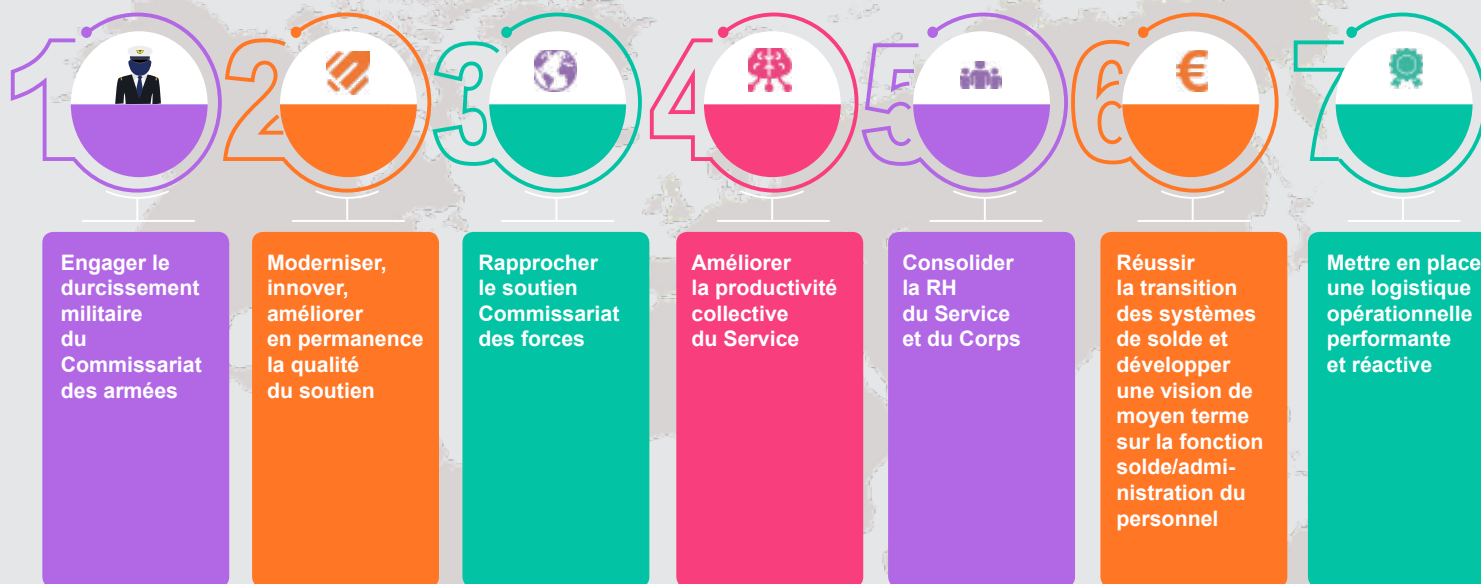 1
Engager le
durcissement
militaire
du
Commissariat
des armées
2
Moderniser,
innover,
améliorer
en permanence
la qualité
du soutien
3
Rapprocher
le soutien
Commissariat
des forces
4
Améliorer
la productivité
collective
du Service
5
Consolider
la RH
du Service
et du Corps
6
€
Réussir
la transition
des systèmes
de solde et
développer
une vision de
moyen terme
sur la fonction
solde/admi-
nistration du
personnel
7
Mettre en place
une logistique
opérationnelle
performante
et réactive